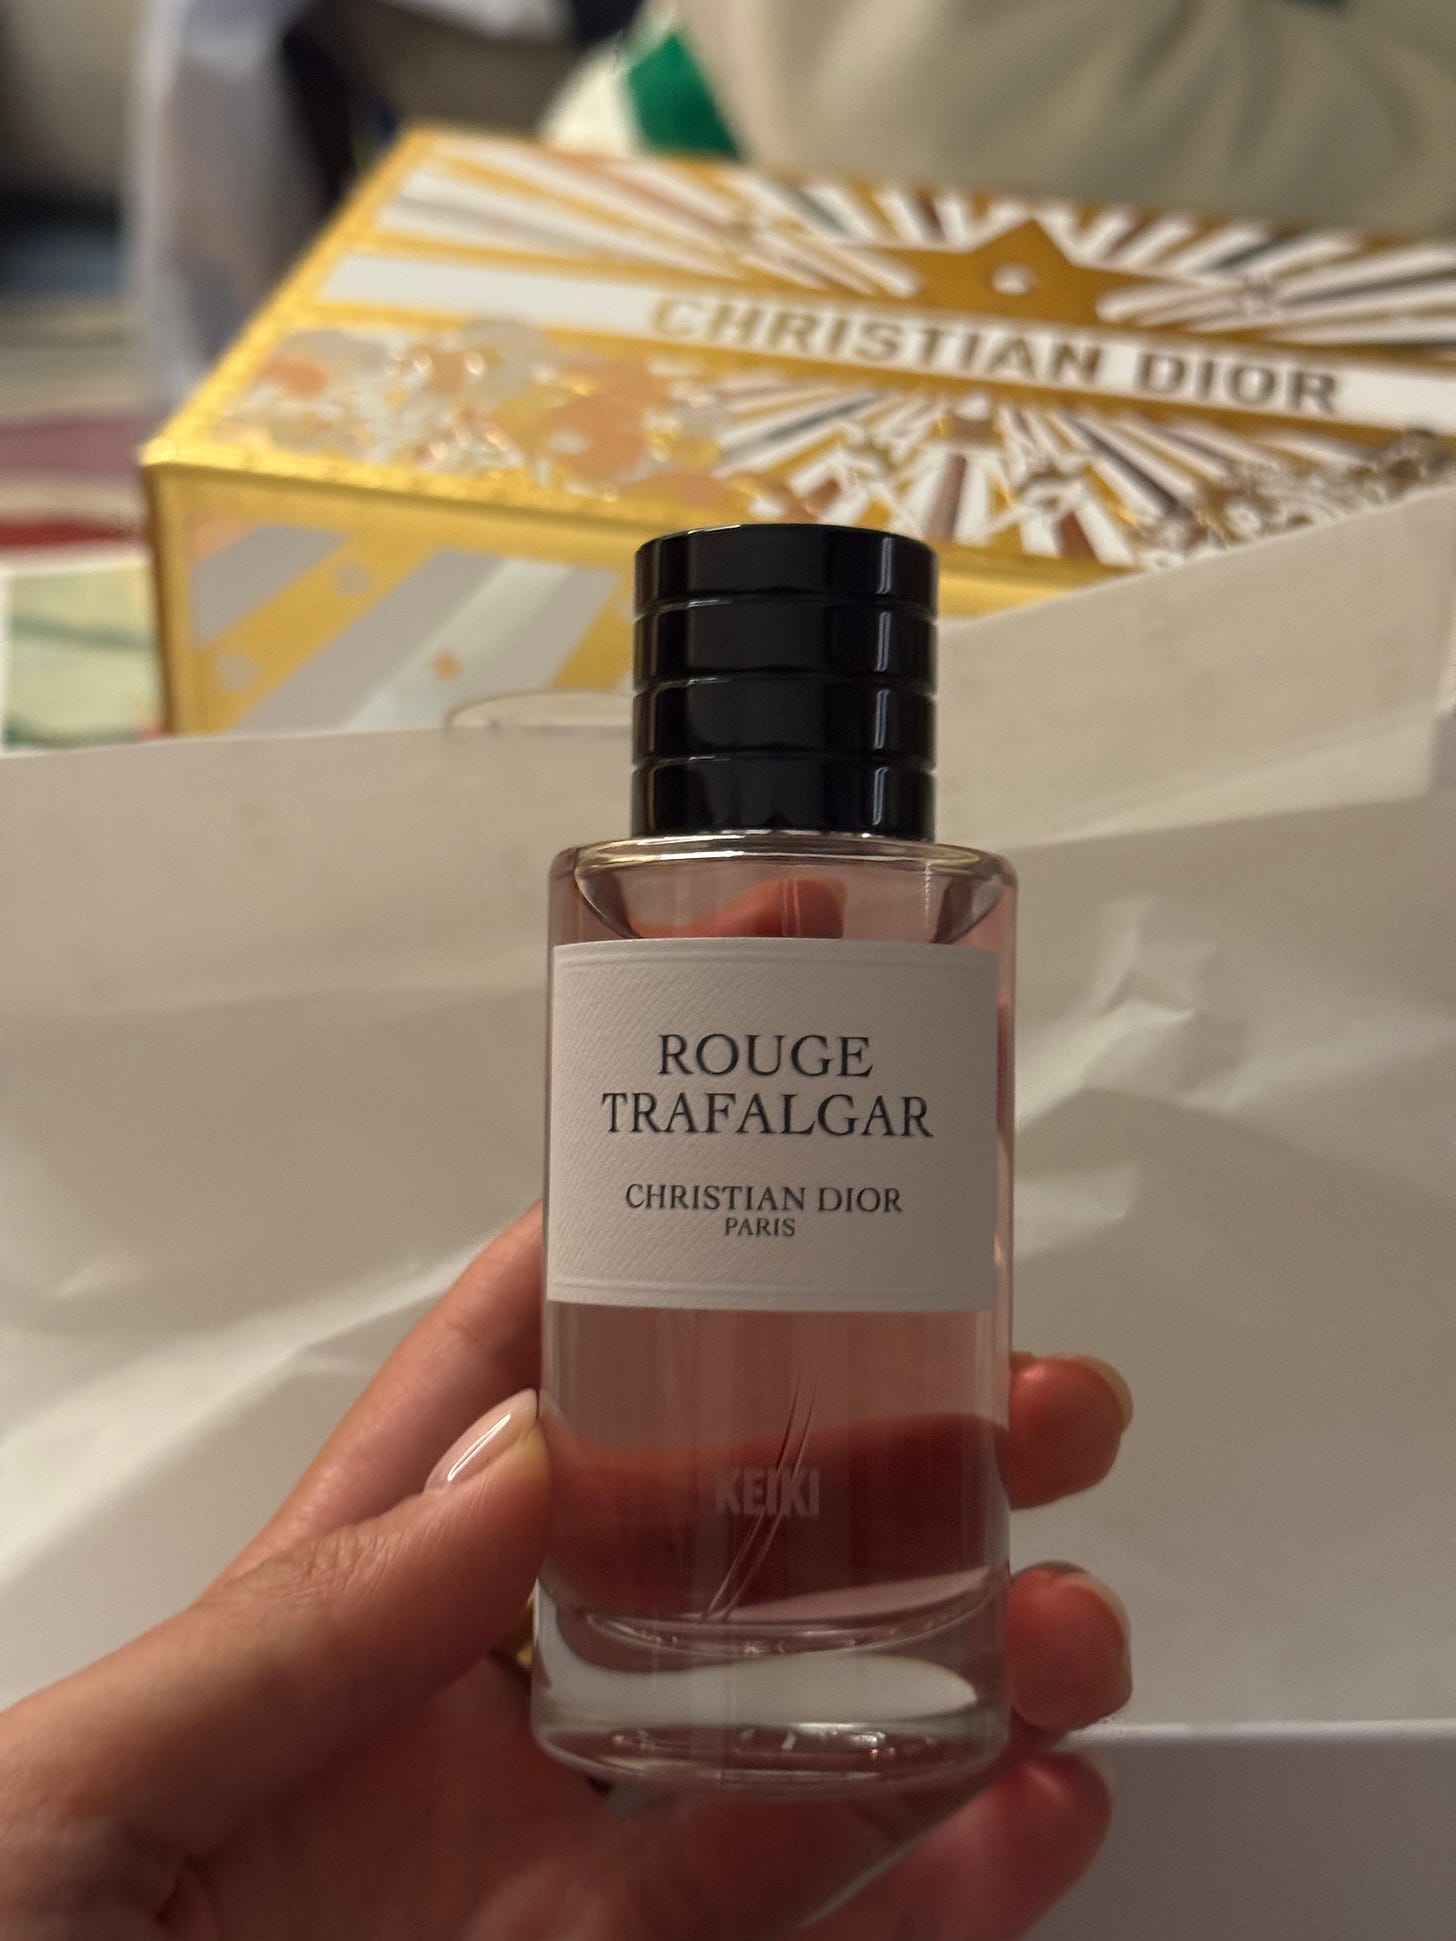 CHRISTIAN DIOR
ROUGE
TRAFALGAR
CHRISTIAN DIOR
PARIS
KEIKI